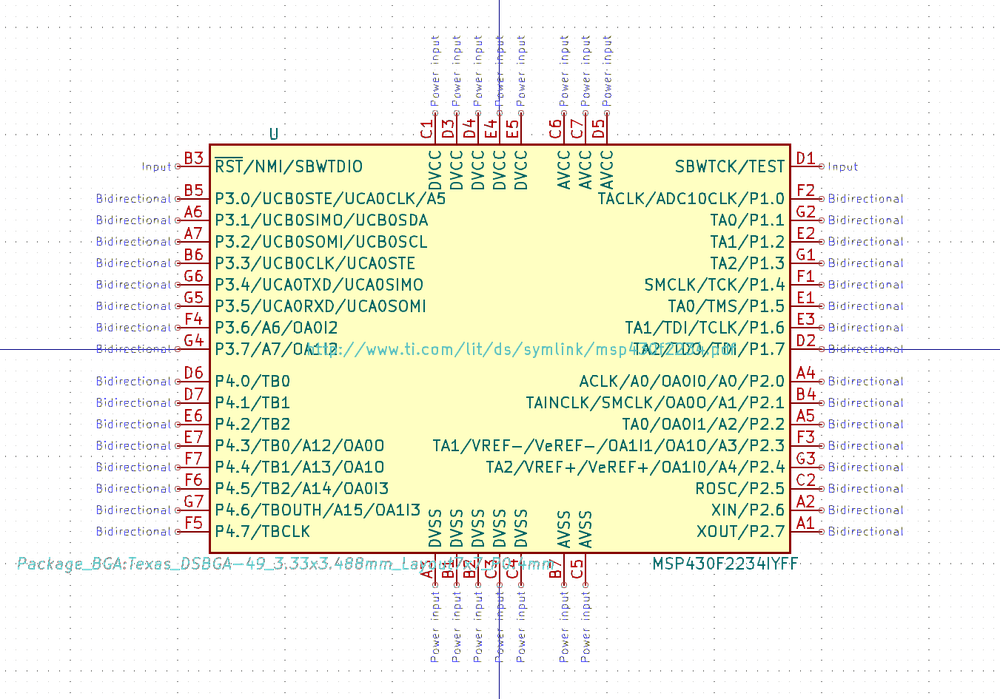 Power input Power input Power input Power input Power input Power input Power input Power input
C1 D3 D4 E4 E5 C6 C7 D5
U
DVCC DVCC DVCC DVCC DVCC AVCC AVCC AVCC
Input B3 RST/NMI/SBWTDIO SBWTCK/TEST D1 Input
Bidirectional B5 P3.0/UCB0STE/UCA0CLK/A5 TACLK/ADC10CLK/P1.0 F2 Bidirectional
Bidirectional A6 P3.1/UCB0SIMO/UCB0SDA TA0/P1.1 G2 Bidirectional
Bidirectional A7 P3.2/UCB0SOMI/UCB0SCL TA1/P1.2 E2 Bidirectional
Bidirectional B6 P3.3/UCB0CLK/UCA0STE TA2/P1.3 G1 Bidirectional
Bidirectional G6 P3.4/UCA0TXD/UCA0SIMO SMCLK/TCK/P1.4 F1 Bidirectional
Bidirectional G5 P3.5/UCA0RXD/UCA0SOMI TA0/TMS/P1.5 E1 Bidirectional
Bidirectional F4 P3.6/A6/OA0I2 TA1/TDI/TCLK/P1.6 E3 Bidirectional
Bidirectional G4 P3.7/A7/OA1I2 http://www.ti.com/lit/ds/symlink/msp430f2234.pdf TA2/TDO/TDI/P1.7 D2 Bidirectional
Bidirectional D6 P4.0/TB0 ACLK/A0/OA0I0/A0/P2.0 A4 Bidirectional
Bidirectional D7 P4.1/TB1 TAINCLK/SMCLK/OA0O/A1/P2.1 B4 Bidirectional
Bidirectional E6 P4.2/TB2 TA0/OA0I1/A2/P2.2 A5 Bidirectional
Bidirectional E7 P4.3/TB0/A12/OA0O TA1/VREF-/VeREF-/OA1I1/OA1O/A3/P2.3 F3 Bidirectional
Bidirectional F7 P4.4/TB1/A13/OA1O TA2/VREF+/VeREF+/OA1I0/A4/P2.4 G3 Bidirectional
Bidirectional F6 P4.5/TB2/A14/OA0I3 ROSC/P2.5 C2 Bidirectional
Bidirectional G7 P4.6/TBOUTH/A15/OA1I3 XIN/P2.6 A2 Bidirectional
Bidirectional F5 P4.7/TBCLK XOUT/P2.7 A1 Bidirectional
DVSS DVSS DVSS DVSS DVSS AVSS AVSS
Package_BGA:Texas_DSBGA-49_3.33x3.488mm_Layout7x7_P0.4mm MSP430F2234IYFF
A3 B1 B2 C3 C4 B7 C5
Power input Power input Power input Power input Power input Power input Power input